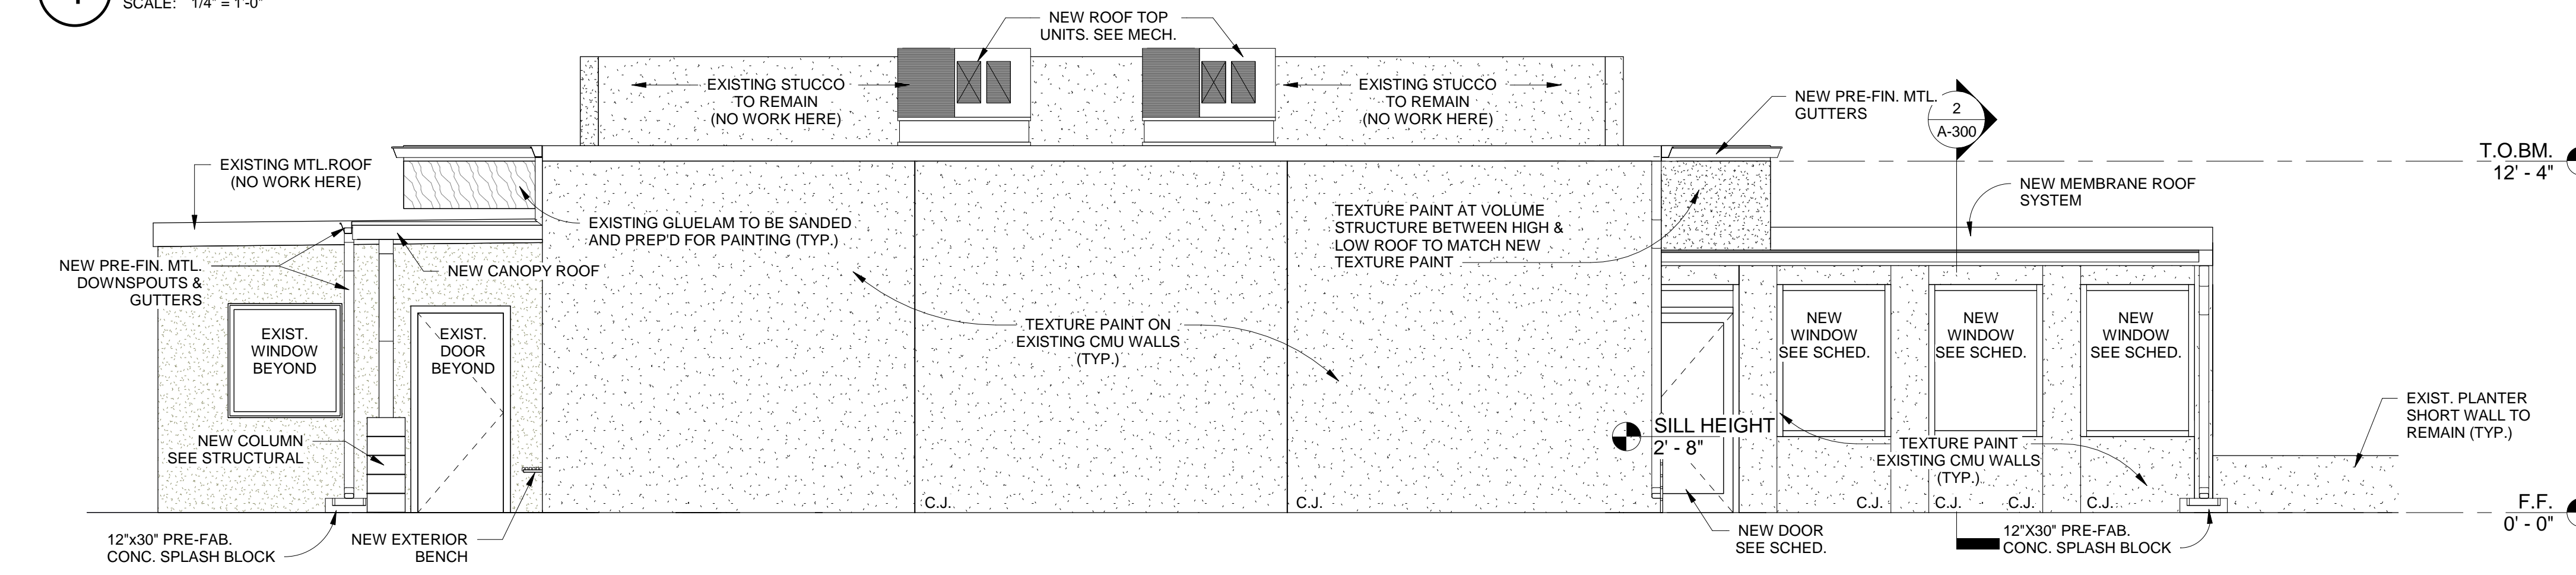 SCALE: 1/4" = 1'-0"
NEW ROOF TOP
UNITS. SEE MECH.
EXISTING STUCCO
TO REMAIN
(NO WORK HERE)
EXISTING STUCCO
TO REMAIN
(NO WORK HERE)
NEW PRE-FIN. MTL.
GUTTERS
2
A-300
T.O.BM.
12' - 4"
EXISTING MTL.ROOF
(NO WORK HERE)
NEW MEMBRANE ROOF
SYSTEM
EXISTING GLUELAM TO BE SANDED
AND PREP'D FOR PAINTING (TYP.)
TEXTURE PAINT AT VOLUME
STRUCTURE BETWEEN HIGH &
LOW ROOF TO MATCH NEW
TEXTURE PAINT
NEW PRE-FIN. MTL.
DOWNSPOUTS &
GUTTERS
NEW CANOPY ROOF
EXIST.
WINDOW
BEYOND
EXIST.
DOOR
BEYOND
TEXTURE PAINT ON
EXISTING CMU WALLS
(TYP.)
NEW
WINDOW
SEE SCHED.
NEW
WINDOW
SEE SCHED.
NEW
WINDOW
SEE SCHED.
EXIST. PLANTER
SHORT WALL TO
REMAIN (TYP.)
SILL HEIGHT
2' - 8"
NEW COLUMN
SEE STRUCTURAL
TEXTURE PAINT
EXISTING CMU WALLS
(TYP.)
C.J.
C.J.
C.J.
C.J.
C.J.
C.J.
F.F.
0' - 0"
12"x30" PRE-FAB.
CONC. SPLASH BLOCK
NEW EXTERIOR
BENCH
NEW DOOR
SEE SCHED.
12"X30" PRE-FAB.
CONC. SPLASH BLOCK